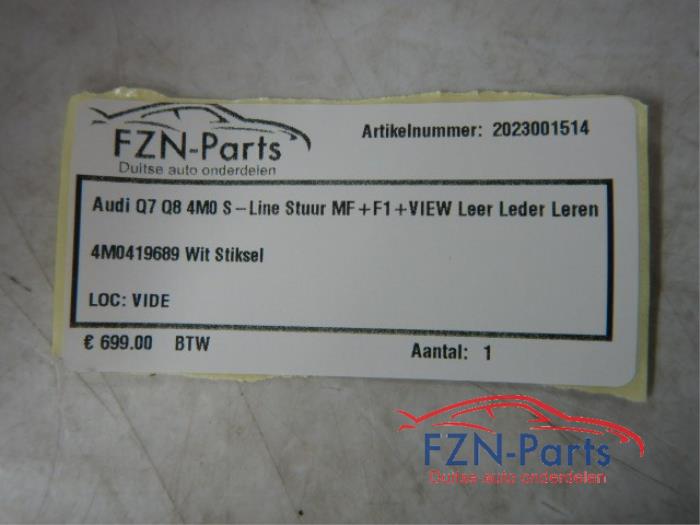 FZN-Parts
Duitse auto onderdelen
Artikelnummer: 2023001514
Audi Q7 Q8 4M0 S-Line Stuur MF+F1+VIEW Leer Leder Leren
4M0419689 Wit Stiksel
LOC: VIDE
€ 699.00 BTW
Aantal: 1
FZN-Parts
Duitse auto onderdelen